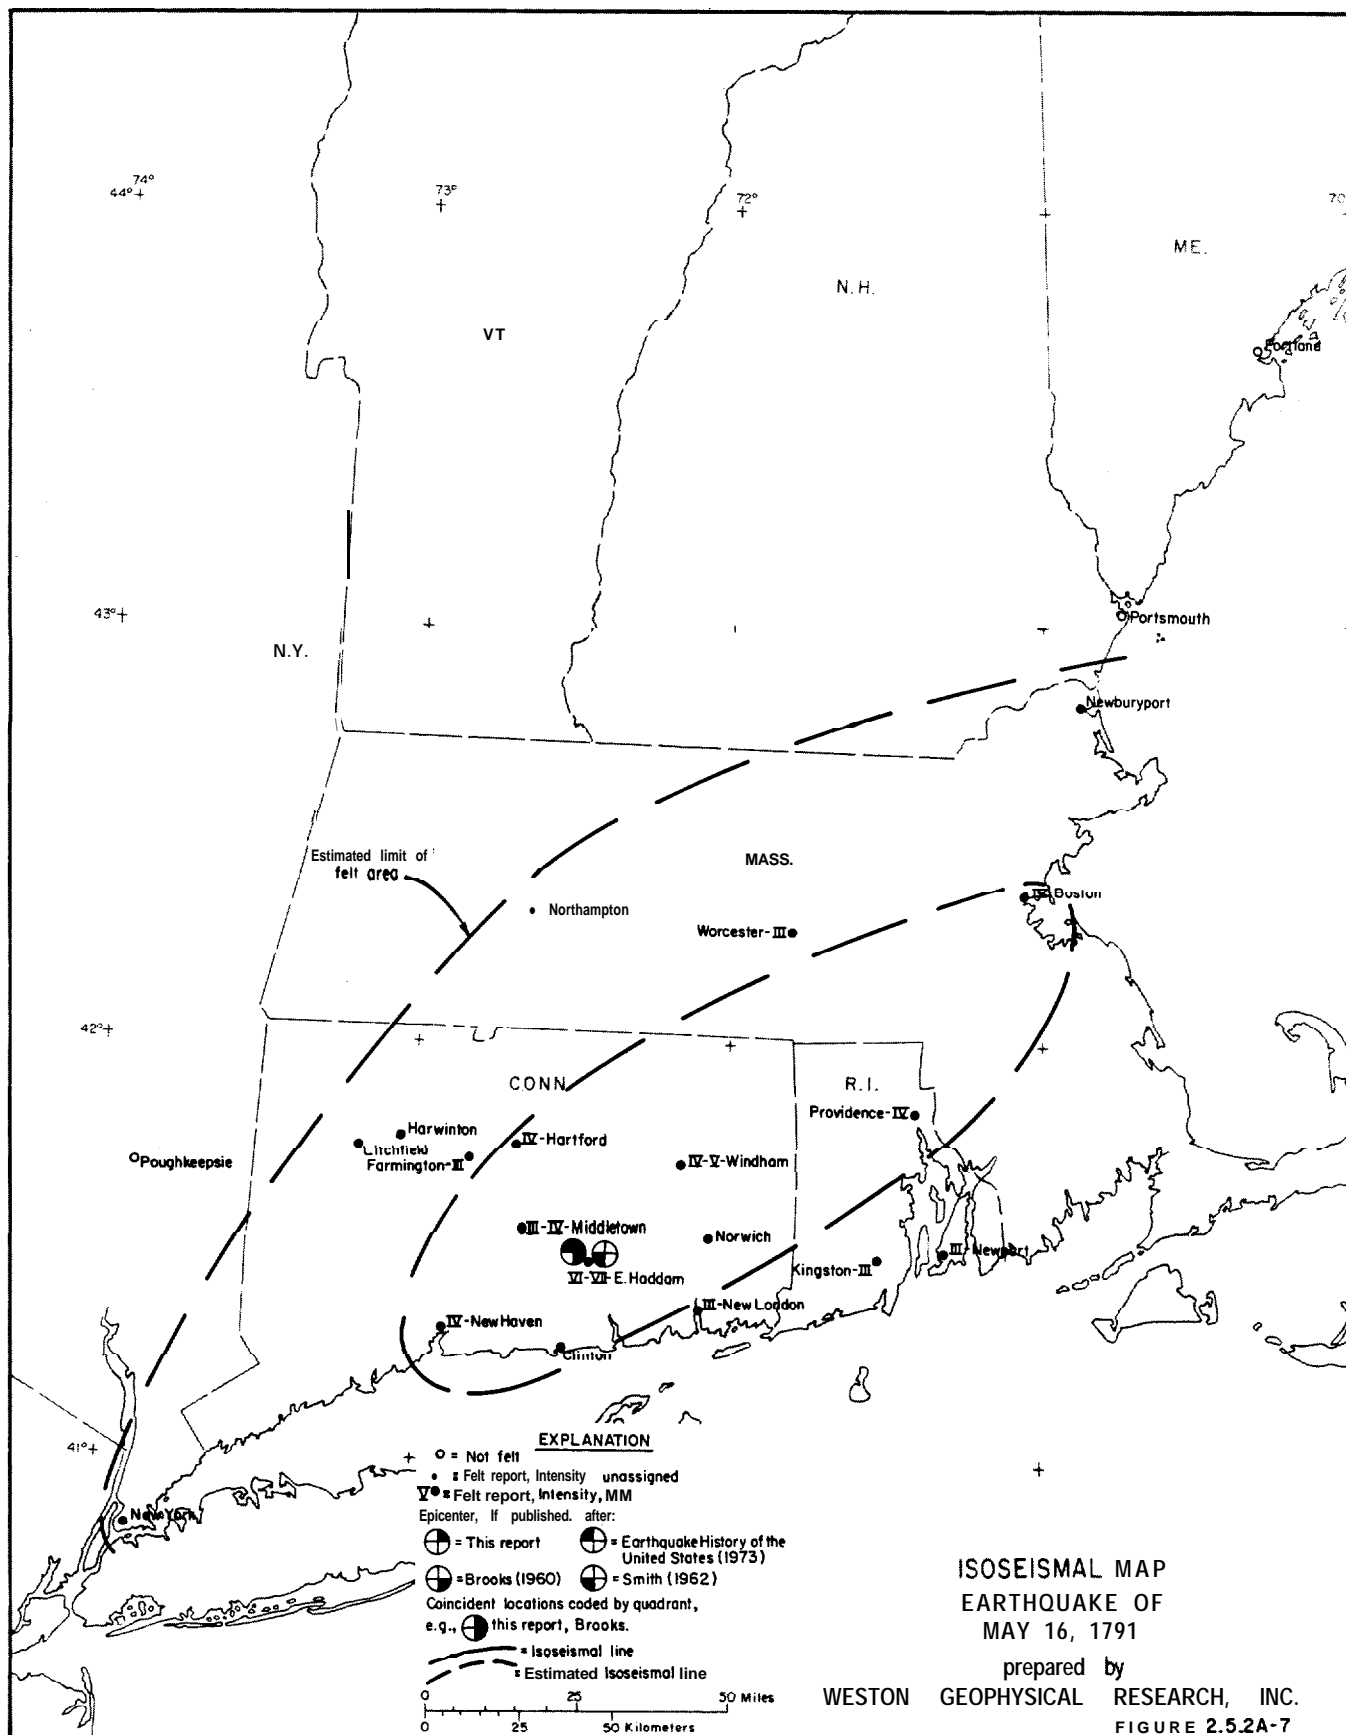 74°
44°
73°
72°
70
ME.
N.H.
VT
Portland
43°
Portsmouth
N.Y.
Newburyport
Estimated limit of
felt area
MASS.
Northampton
Boston
Worcester-III
42°
CONN
R.I.
Providence-IV
Harwinton
Litchfield
IV-Hartford
Farmington-III
Poughkeepsie
IV-V-Windham
III-IV-Middletown
Norwich
III-Newport
Kingston-III
VI-VII-E. Haddam
III-New London
IV-New Haven
Clinton
41°
New York
EXPLANATION
= Not felt
= Felt report, Intensity unassigned
V = Felt report, Intensity, MM
Epicenter, If published. after:
= This report
= Earthquake History of the
United States (1973)
= Brooks (1960)
= Smith (1962)
Coincident locations coded by quadrant,
e.g., this report, Brooks.
= Isoseismal line
= Estimated Isoseismal line
0 25 50 Miles
0 25 50 Kilometers
ISOSEISMAL MAP
EARTHQUAKE OF
MAY 16, 1791
prepared by
WESTON GEOPHYSICAL RESEARCH, INC.
FIGURE 2.5.2A-7